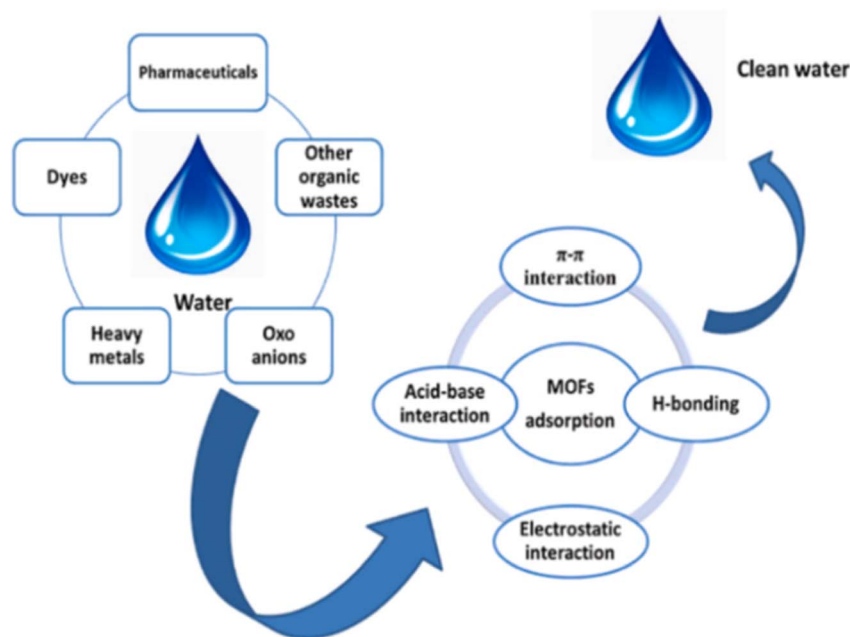 Pharmaceuticals
Dyes
Other
organic
wastes
Water
Heavy
metals
Oxo
anions
Clean water
π-π
interaction
Acid-base
interaction
MOFs
adsorption
H-bonding
Electrostatic
interaction